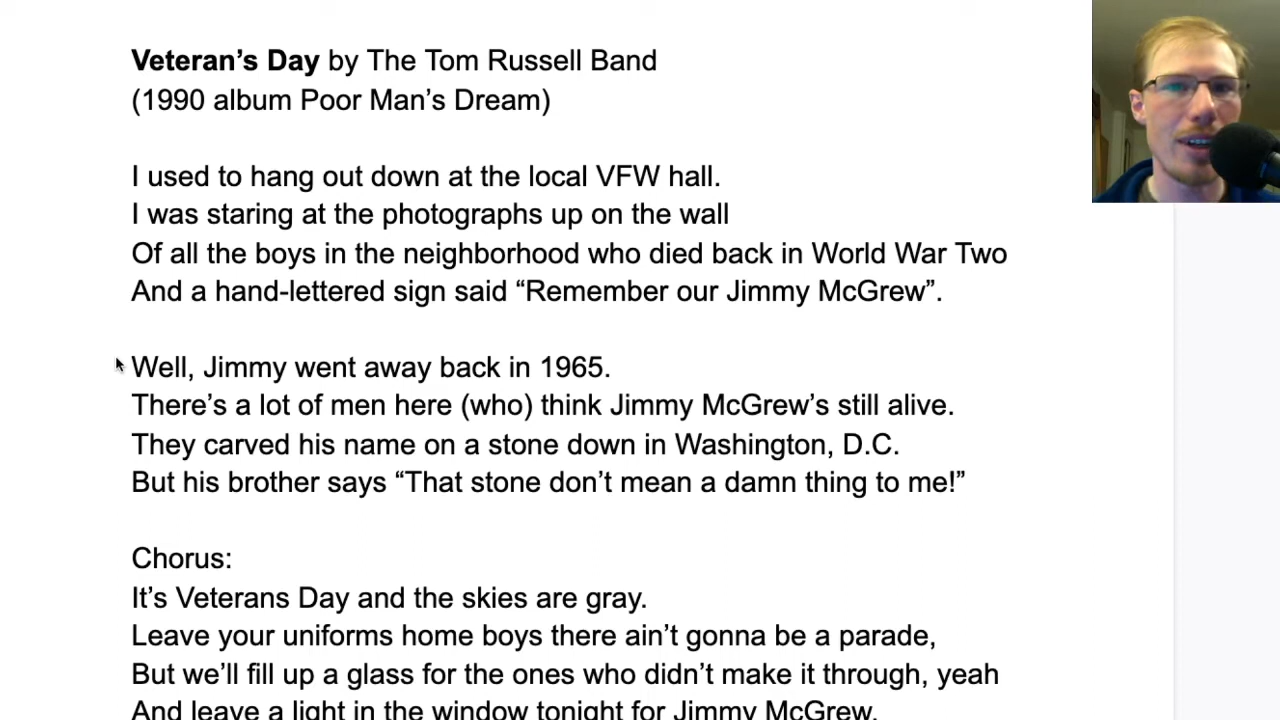 Veteran's Day by The Tom Russell Band
(1990 album Poor Man's Dream)
I used to hang out down at the local VFW hall.
I was staring at the photographs up on the wall
Of all the boys in the neighborhood who died back in World War Two
And a hand-lettered sign said “Remember our Jimmy McGrew”.
Well, Jimmy went away back in 1965.
There’s a lot of men here (who) think Jimmy McGrew’s still alive.
They carved his name on a stone down in Washington, D.C.
But his brother says “That stone don’t mean a damn thing to me!”
Chorus:
It’s Veterans Day and the skies are gray.
Leave your uniforms home boys there ain’t gonna be a parade,
But we’ll fill up a glass for the ones who didn’t make it through, yeah
And leave a light in the window tonight for Jimmy McGrew.